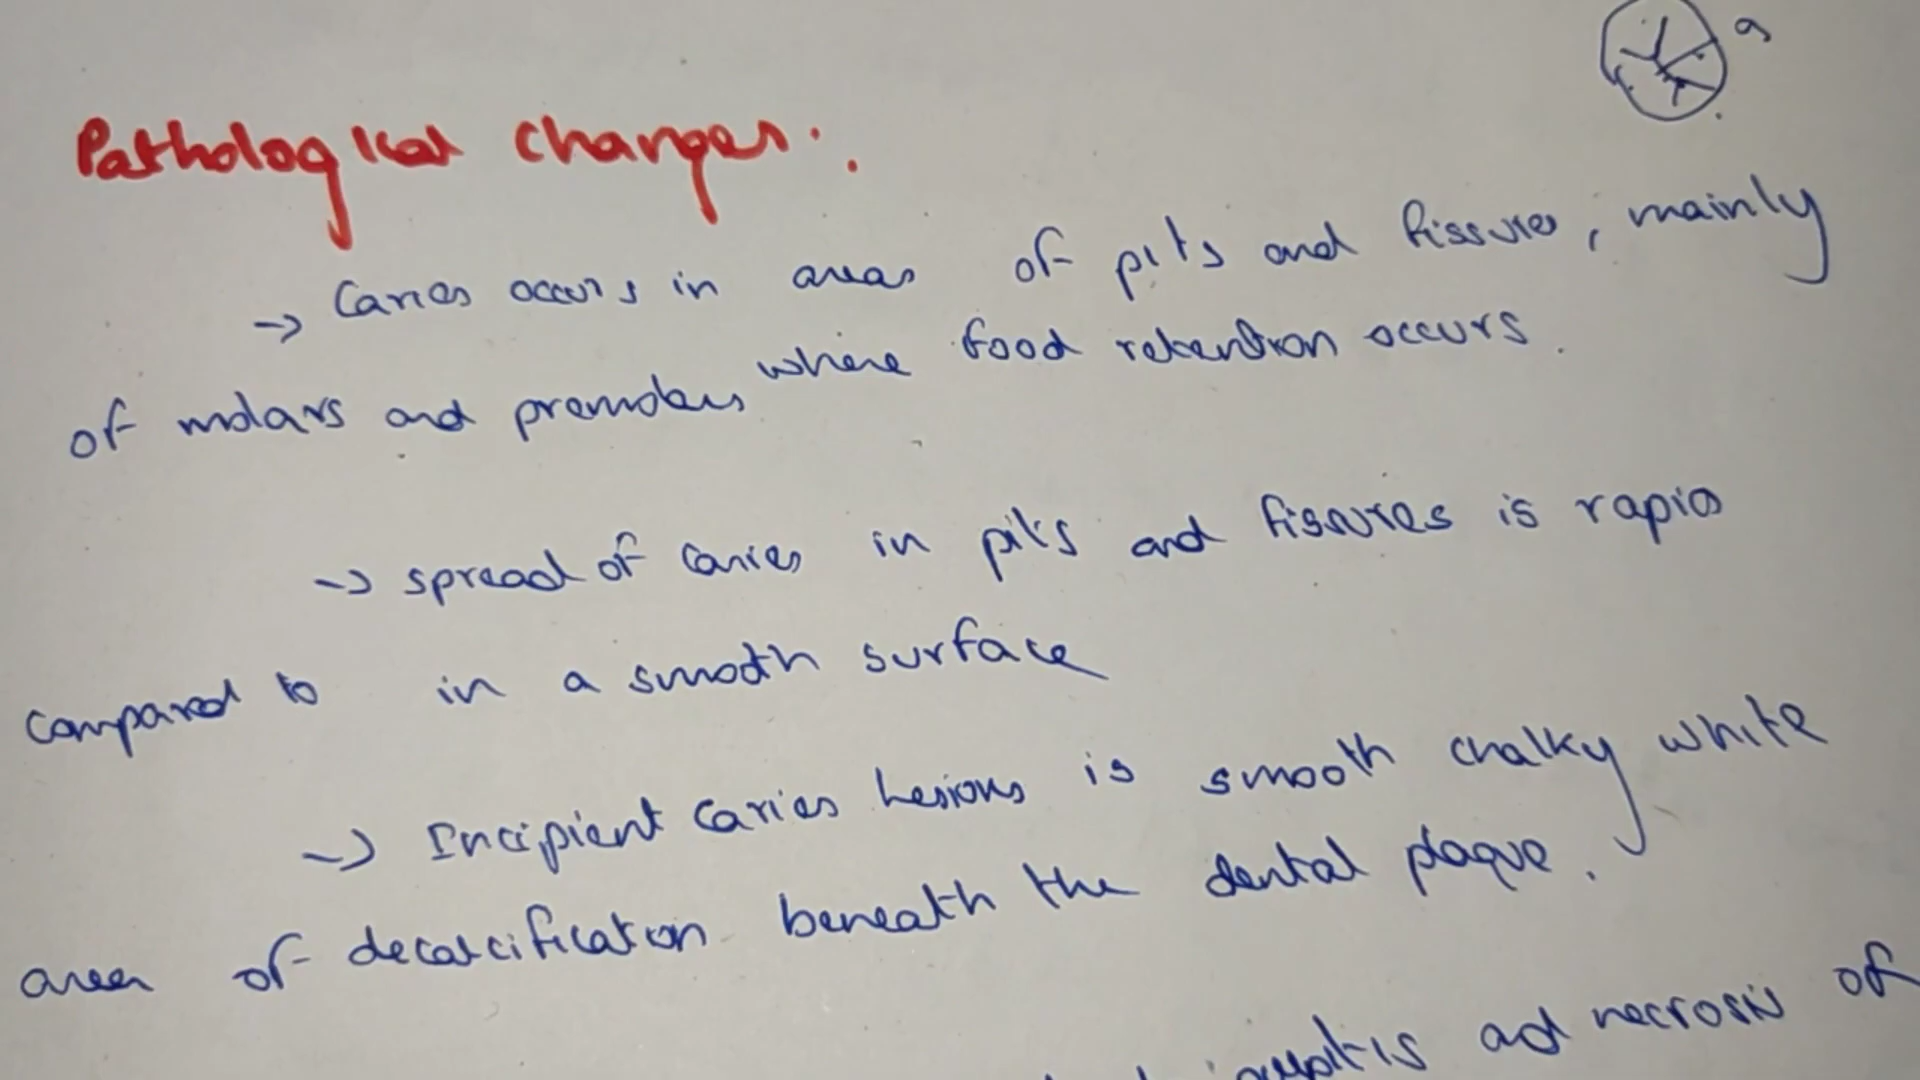 Pathological changes:
→ Caries occurs in areas of pits and fissures, mainly
of molars and premolars where food retention occurs.
→ spread of caries in pits and fissures is rapid
compared to in a smooth surface
→ Incipient caries lesions is smooth chalky white
area of decalcification beneath the dental plaque.
and necrosis of